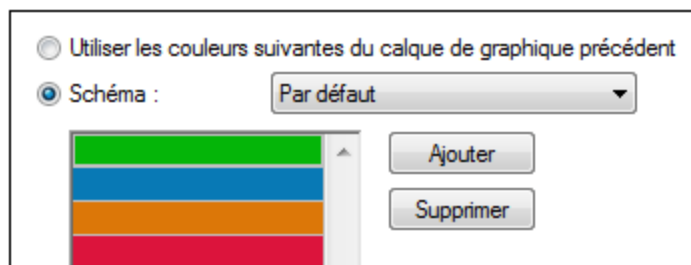 Utiliser les couleurs suivantes du calque de graphique précédent
Schéma : Par défaut
Ajouter
Supprimer